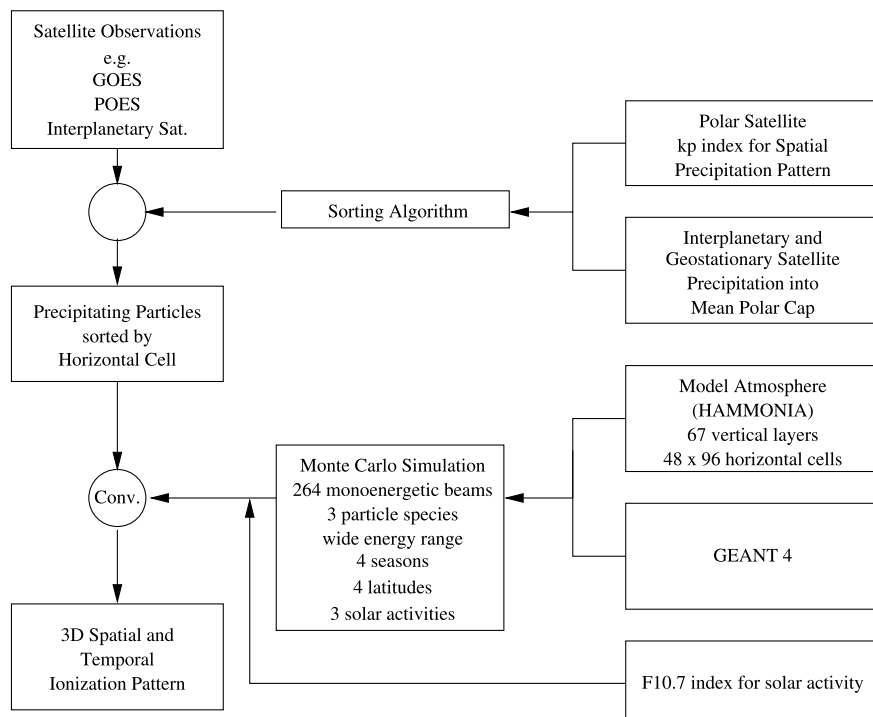 Satellite Observations
e.g.
GOES
POES
Interplanetary Sat.
Polar Satellite
kp index for Spatial
Precipitation Pattern
Sorting Algorithm
Interplanetary and
Geostationary Satellite
Precipitation into
Mean Polar Cap
Precipitating Particles
sorted by
Horizontal Cell
Model Atmosphere
(HAMMONIA)
67 vertical layers
48 x 96 horizontal cells
Monte Carlo Simulation
264 monoenergetic beams
3 particle species
wide energy range
4 seasons
4 latitudes
3 solar activities
Conv.
GEANT 4
3D Spatial and
Temporal
Ionization Pattern
F10.7 index for solar activity